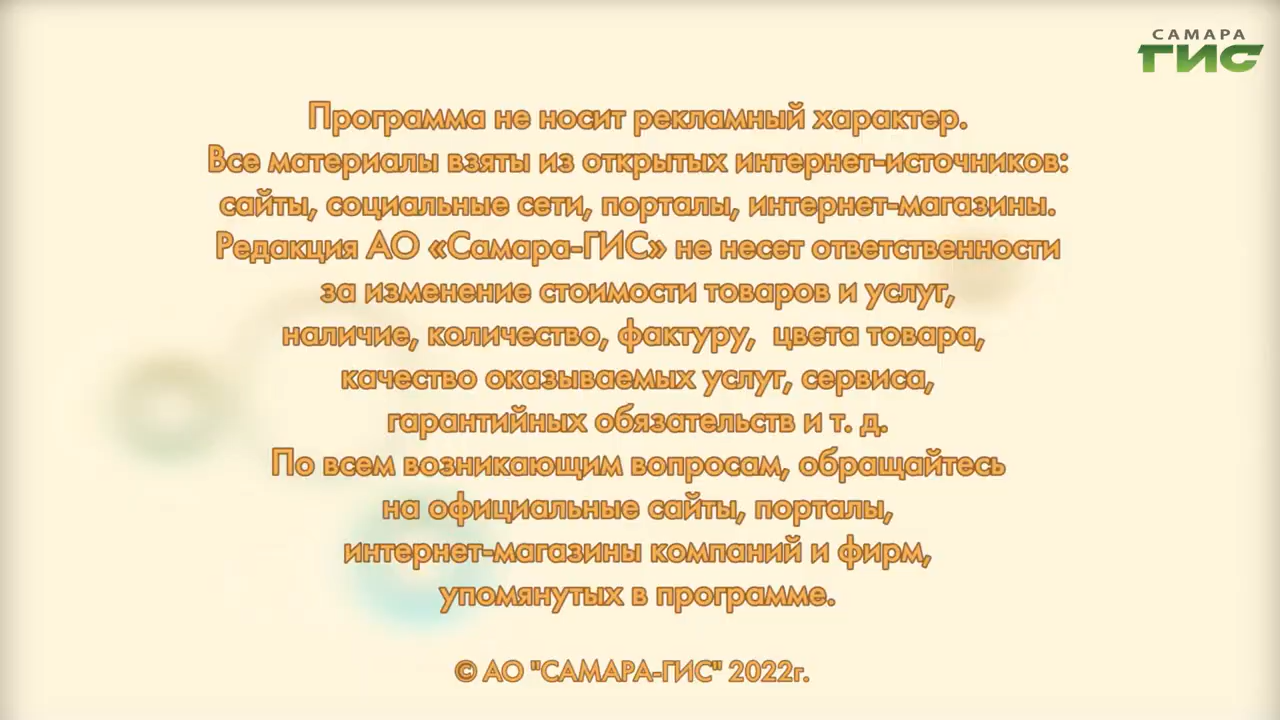 САМАРА
ГИС
Программа не носит рекламный характер.
Все материалы взяты из открытых интернет-источников:
сайты, социальные сети, порталы, интернет-магазины.
Редакция АО «Самара-ГИС» не несет ответственности
за изменение стоимости товаров и услуг,
наличие, количество, фактуру, цвета товара,
качество оказываемых услуг, сервиса,
гарантийных обязательств и т. д.
По всем возникающим вопросам, обращайтесь
на официальные сайты, порталы,
интернет-магазины компаний и фирм,
упомянутых в программе.
© АО "САМАРА-ГИС" 2022г.